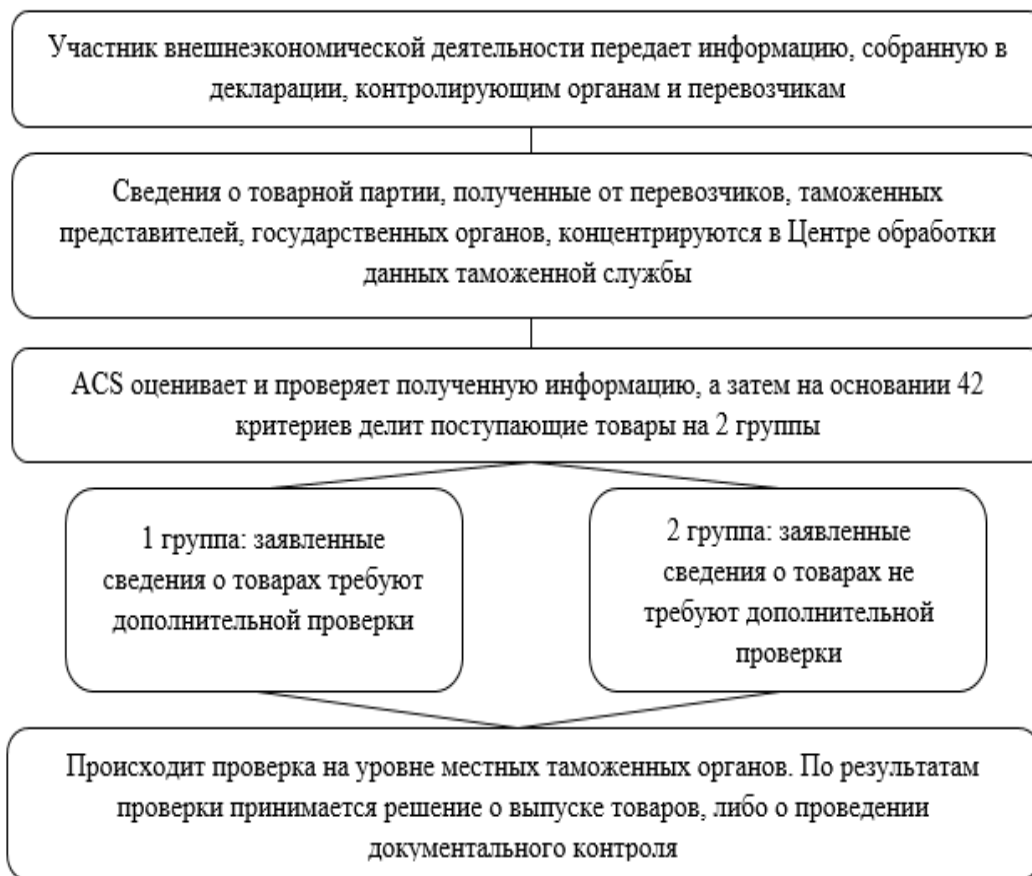 Участник внешнеэкономической деятельности передает информацию, собранную в
декларации, контролирующим органам и перевозчикам
Сведения о товарной партии, полученные от перевозчиков, таможенных
представителей, государственных органов, концентрируются в Центре обработки
данных таможенной службы
ACS оценивает и проверяет полученную информацию, а затем на основании 42
критериев делит поступающие товары на 2 группы
1 группа: заявленные
сведения о товарах требуют
дополнительной проверки
2 группа: заявленные
сведения о товарах не
требуют дополнительной
проверки
Происходит проверка на уровне местных таможенных органов. По результатам
проверки принимается решение о выпуске товаров, либо о проведении
документального контроля